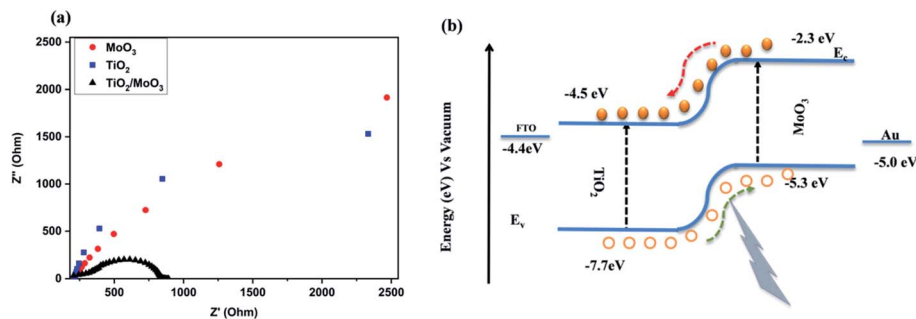 (a)
2500
2000
1500
1000
500
0
Z'' (Ohm)
MoO₃
TiO₂
TiO₂/MoO₃
500
1000
1500
2000
2500
Z' (Ohm)
(b)
Energy (eV) Vs Vacuum
-2.3 eV
E꜀
-4.5 eV
FTO
-4.4eV
TiO₂
MoO₃
Au
-5.0 eV
-5.3 eV
Eᵥ
-7.7eV